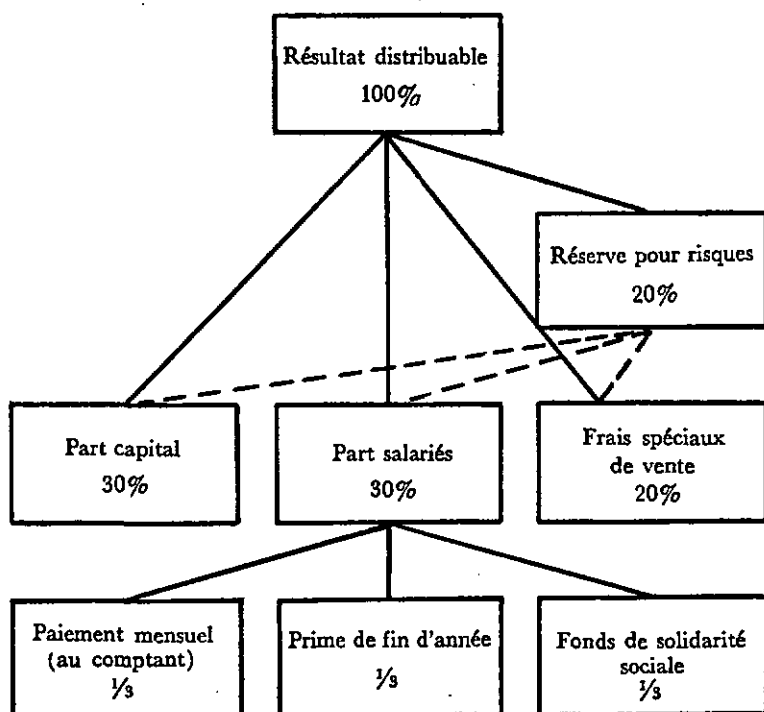 Résultat distribuable
100%
Réserve pour risques
20%
Part capital
30%
Part salariés
30%
Frais spéciaux
de vente
20%
Paiement mensuel
(au comptant)
⅓
Prime de fin d'année
⅓
Fonds de solidarité
sociale
⅓